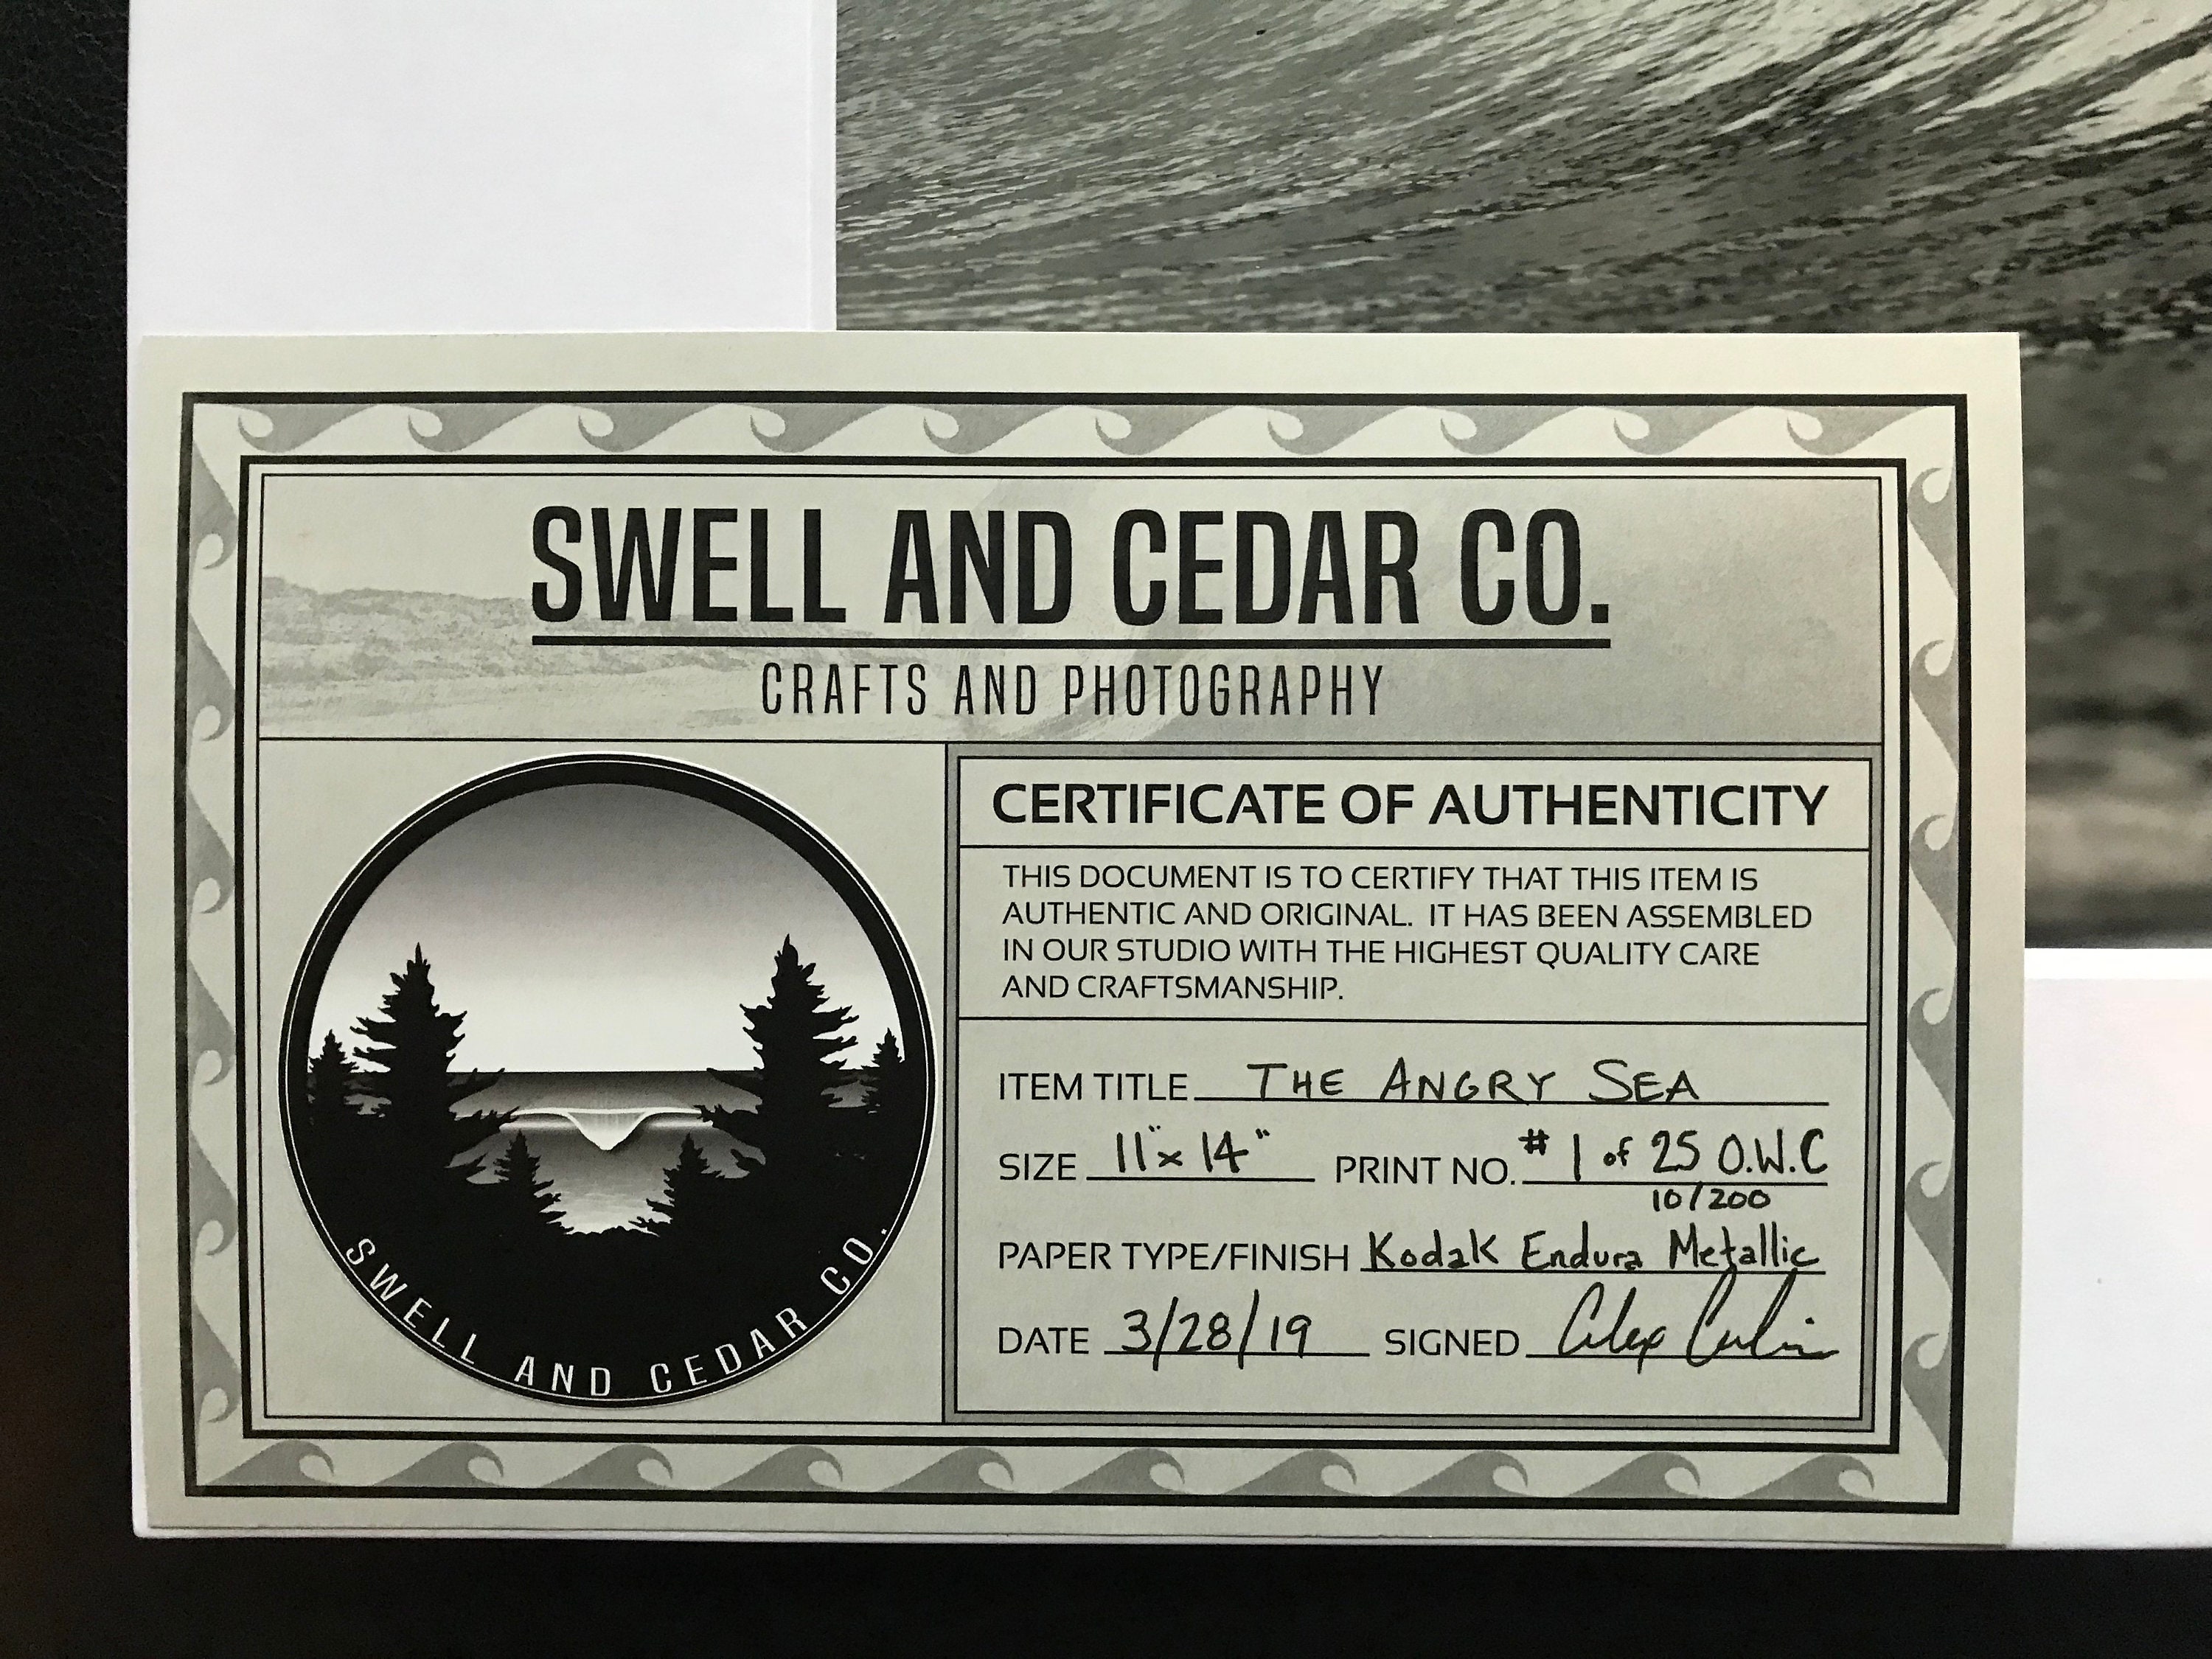 SWELL AND CEDAR CO.
CRAFTS AND PHOTOGRAPHY
SWELL AND CEDAR CO.
CERTIFICATE OF AUTHENTICITY
THIS DOCUMENT IS TO CERTIFY THAT THIS ITEM IS
AUTHENTIC AND ORIGINAL. IT HAS BEEN ASSEMBLED
IN OUR STUDIO WITH THE HIGHEST QUALITY CARE
AND CRAFTSMANSHIP.
ITEM TITLE THE ANGRY SEA
SIZE 11"x14" PRINT NO. #1 of 25 O.W.C
10/200
PAPER TYPE/FINISH Kodak Endura Metallic
DATE 3/28/19 SIGNED Alex